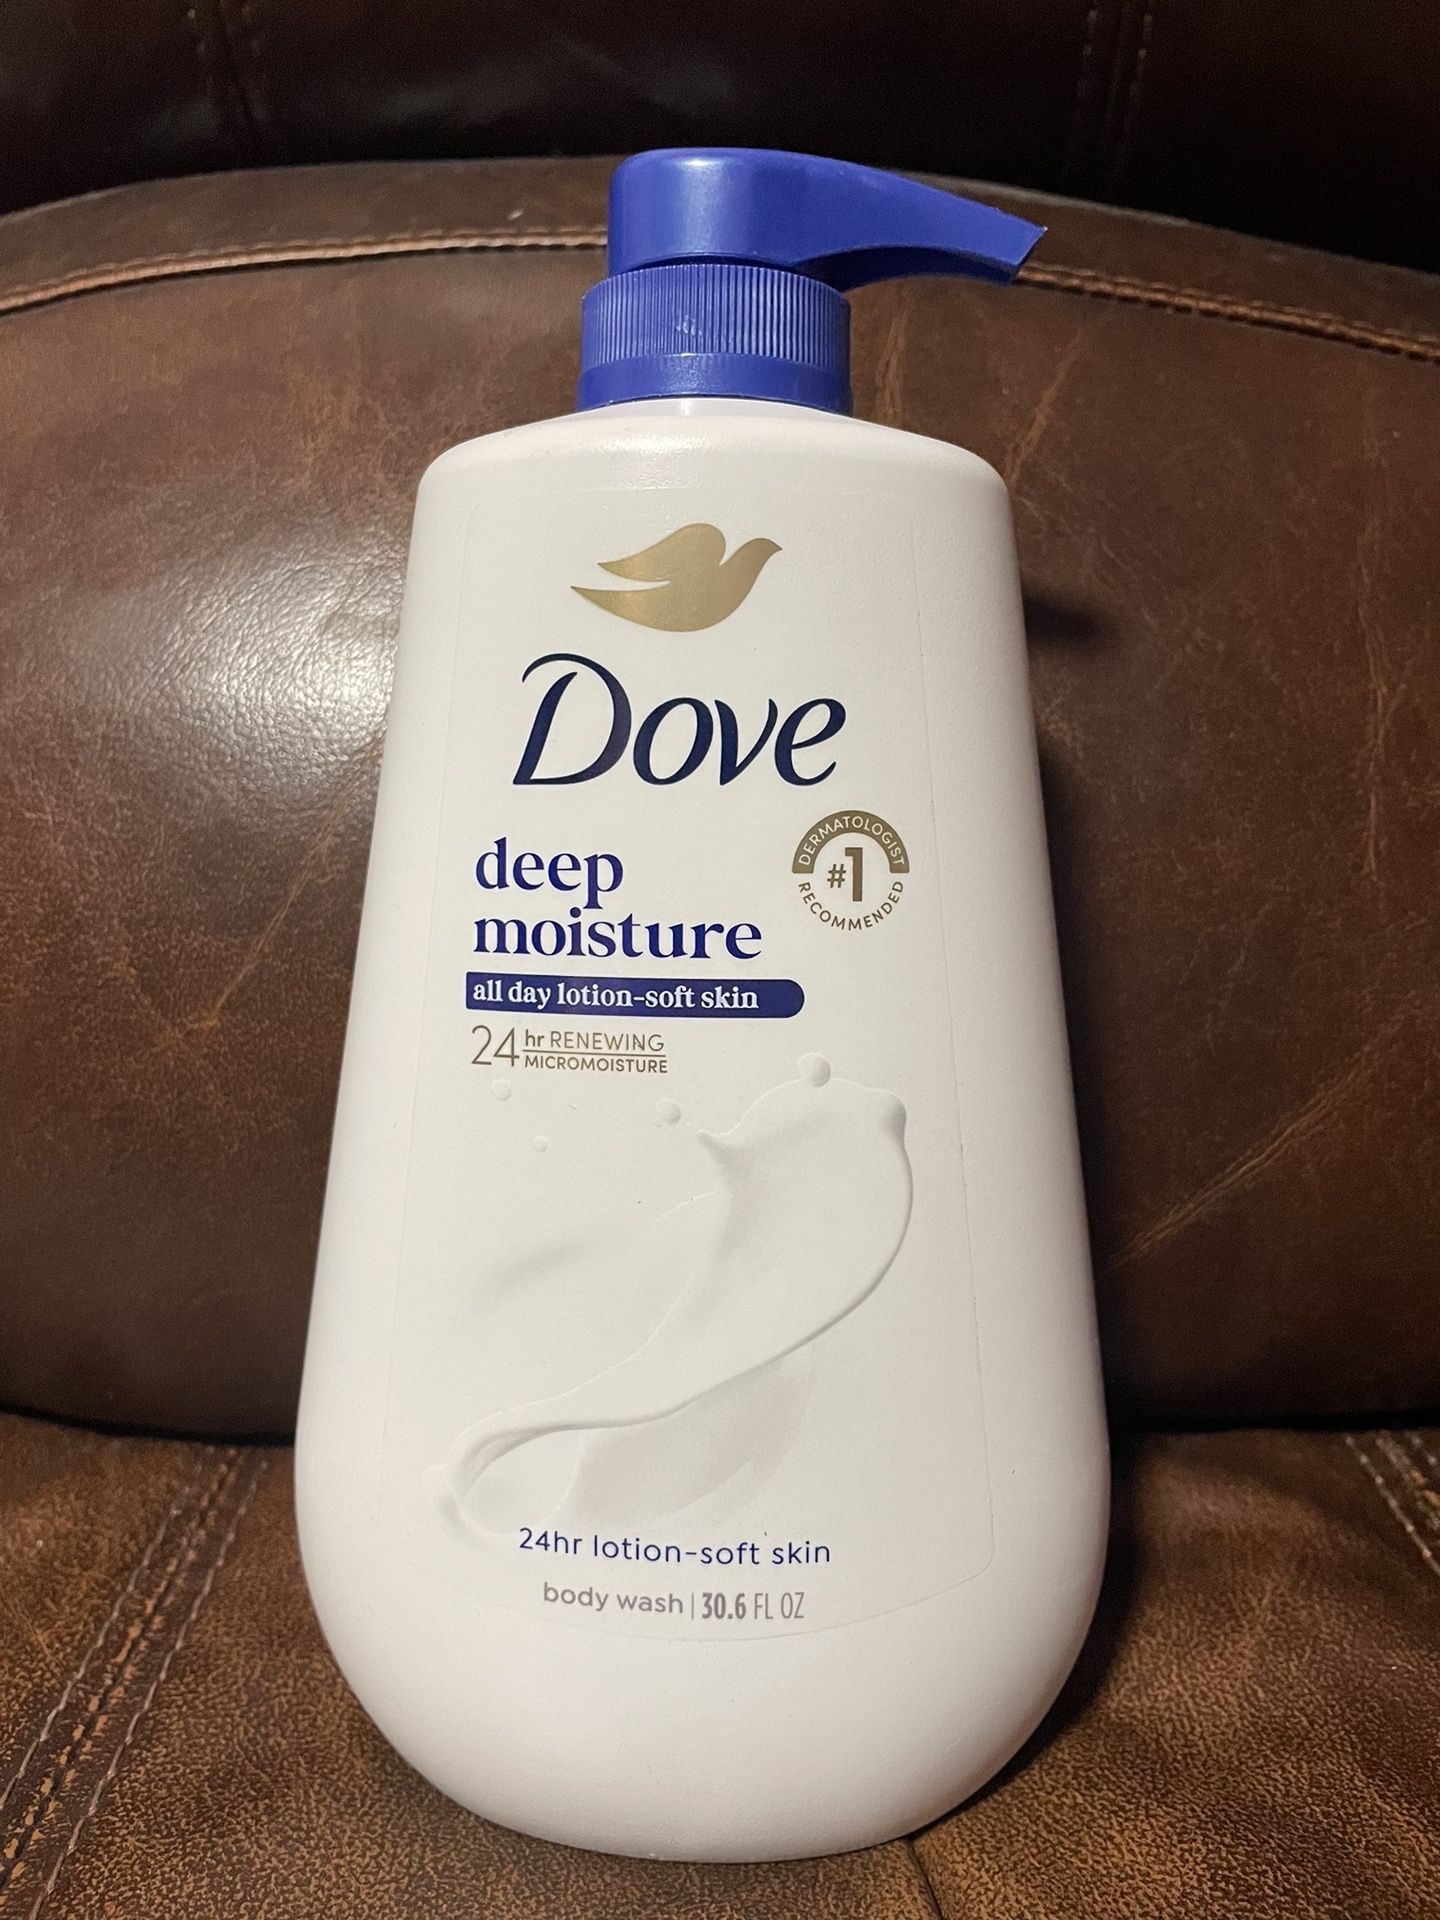 Dove
deep
moisture
DERMATOLOGIST
#1
RECOMMENDED
all day lotion-soft skin
24 hr RENEWING
MICROMOISTURE
24hr lotion-soft skin
body wash | 30.6 FL OZ